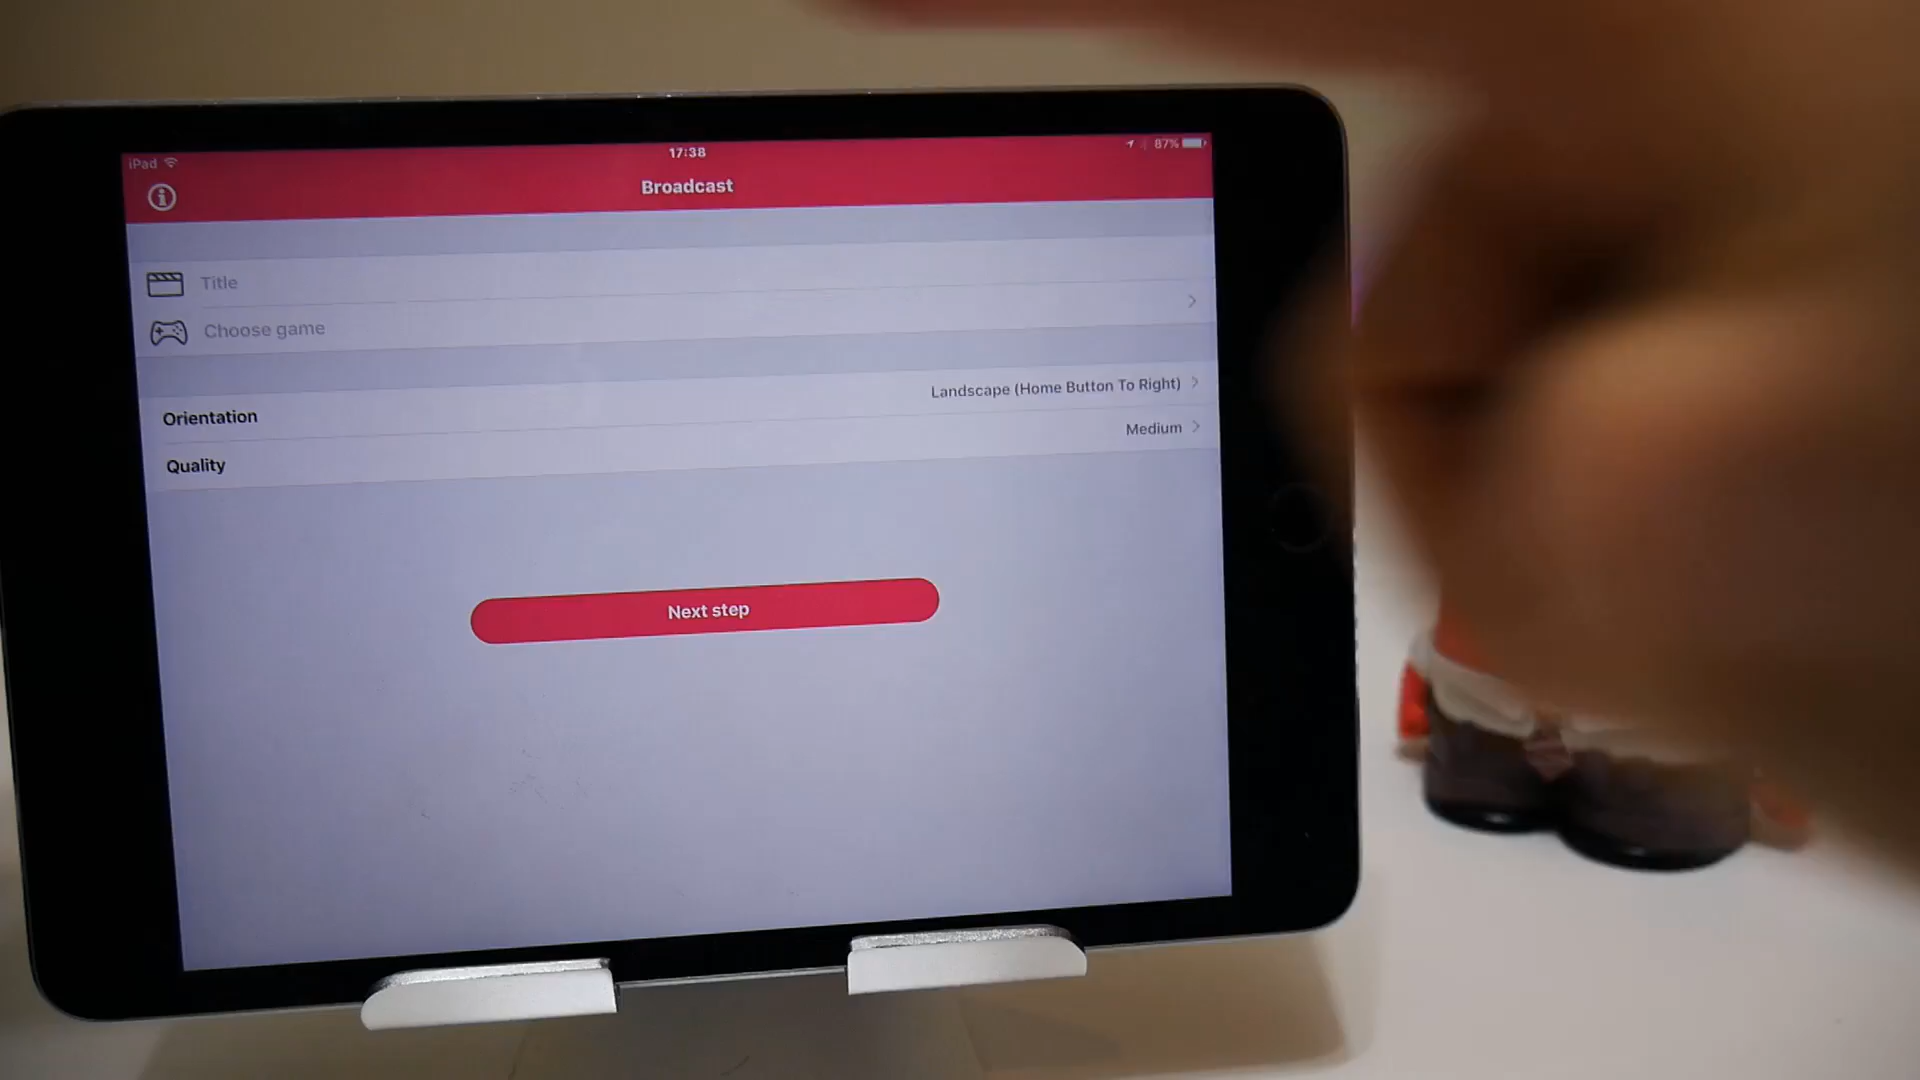 iPad
17:38
87%
Broadcast
Title
Choose game
Orientation
Landscape (Home Button To Right)
Quality
Medium
Next step